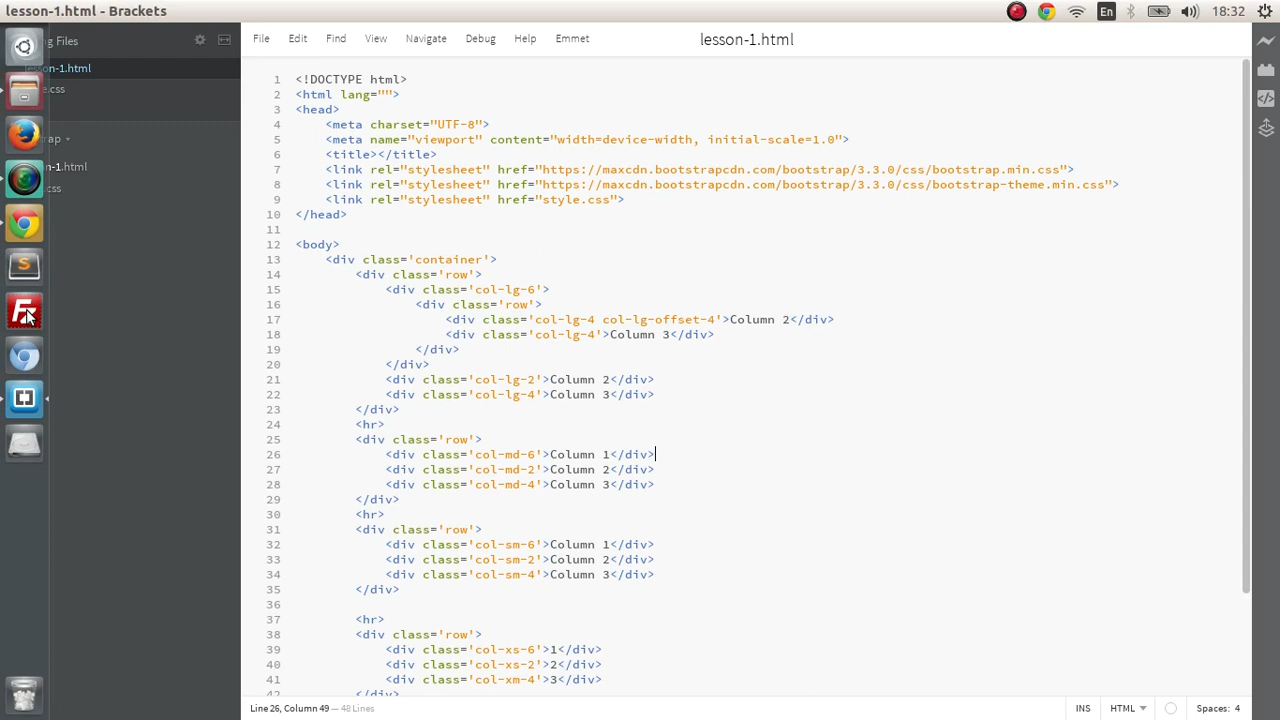 lesson-1.html - Brackets
En
18:32
g Files
sson-1.html
e.css
rap
n-1.html
.css
File Edit Find View Navigate Debug Help Emmet
lesson-1.html
1 <!DOCTYPE html>
2 <html lang="">
3 <head>
4 <meta charset="UTF-8">
5 <meta name="viewport" content="width=device-width, initial-scale=1.0">
6 <title></title>
7 <link rel="stylesheet" href="https://maxcdn.bootstrapcdn.com/bootstrap/3.3.0/css/bootstrap.min.css">
8 <link rel="stylesheet" href="https://maxcdn.bootstrapcdn.com/bootstrap/3.3.0/css/bootstrap-theme.min.css">
9 <link rel="stylesheet" href="style.css">
10 </head>
11
12 <body>
13 <div class='container'>
14 <div class='row'>
15 <div class='col-lg-6'>
16 <div class='row'>
17 <div class='col-lg-4 col-lg-offset-4'>Column 2</div>
18 <div class='col-lg-4'>Column 3</div>
19 </div>
20 </div>
21 <div class='col-lg-2'>Column 2</div>
22 <div class='col-lg-4'>Column 3</div>
23 </div>
24 <hr>
25 <div class='row'>
26 <div class='col-md-6'>Column 1</div>
27 <div class='col-md-2'>Column 2</div>
28 <div class='col-md-4'>Column 3</div>
29 </div>
30 <hr>
31 <div class='row'>
32 <div class='col-sm-6'>Column 1</div>
33 <div class='col-sm-2'>Column 2</div>
34 <div class='col-sm-4'>Column 3</div>
35 </div>
36
37 <hr>
38 <div class='row'>
39 <div class='col-xs-6'>1</div>
40 <div class='col-xs-2'>2</div>
41 <div class='col-xm-4'>3</div>
42 </div>
Line 26, Column 49 — 48 Lines
INS HTML Spaces: 4